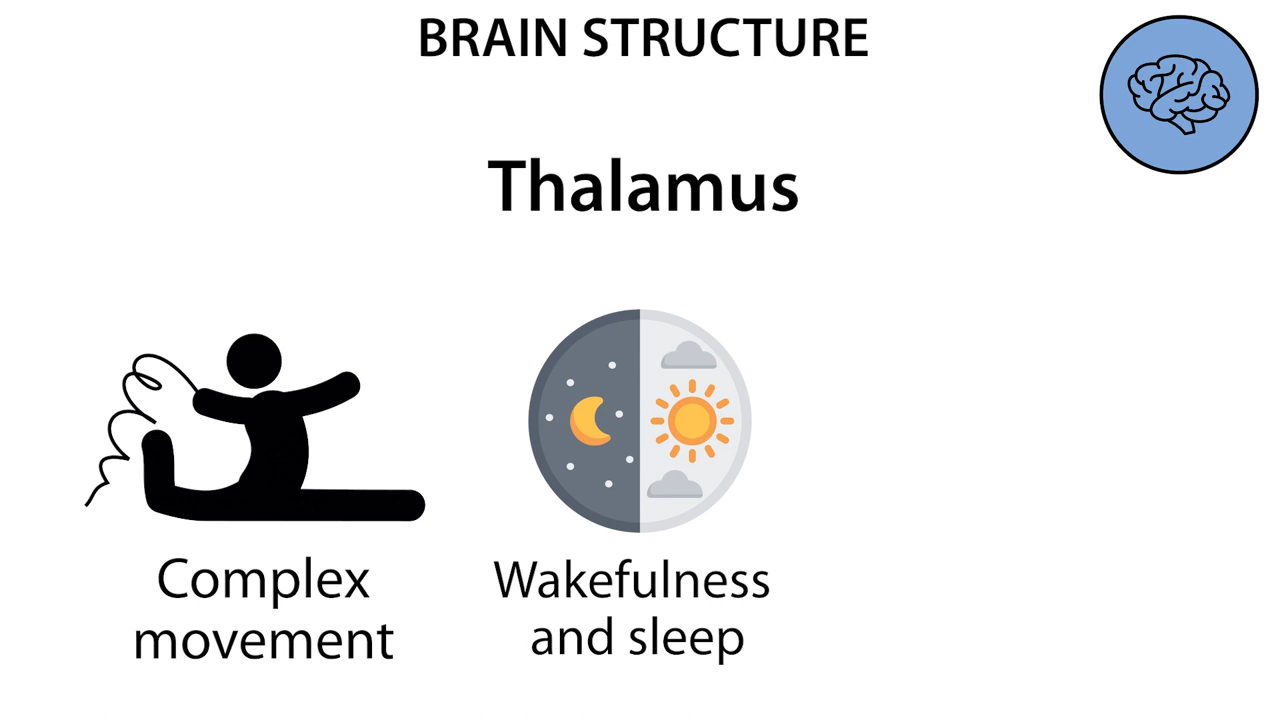 BRAIN STRUCTURE
Thalamus
Complex
movement
Wakefulness
and sleep